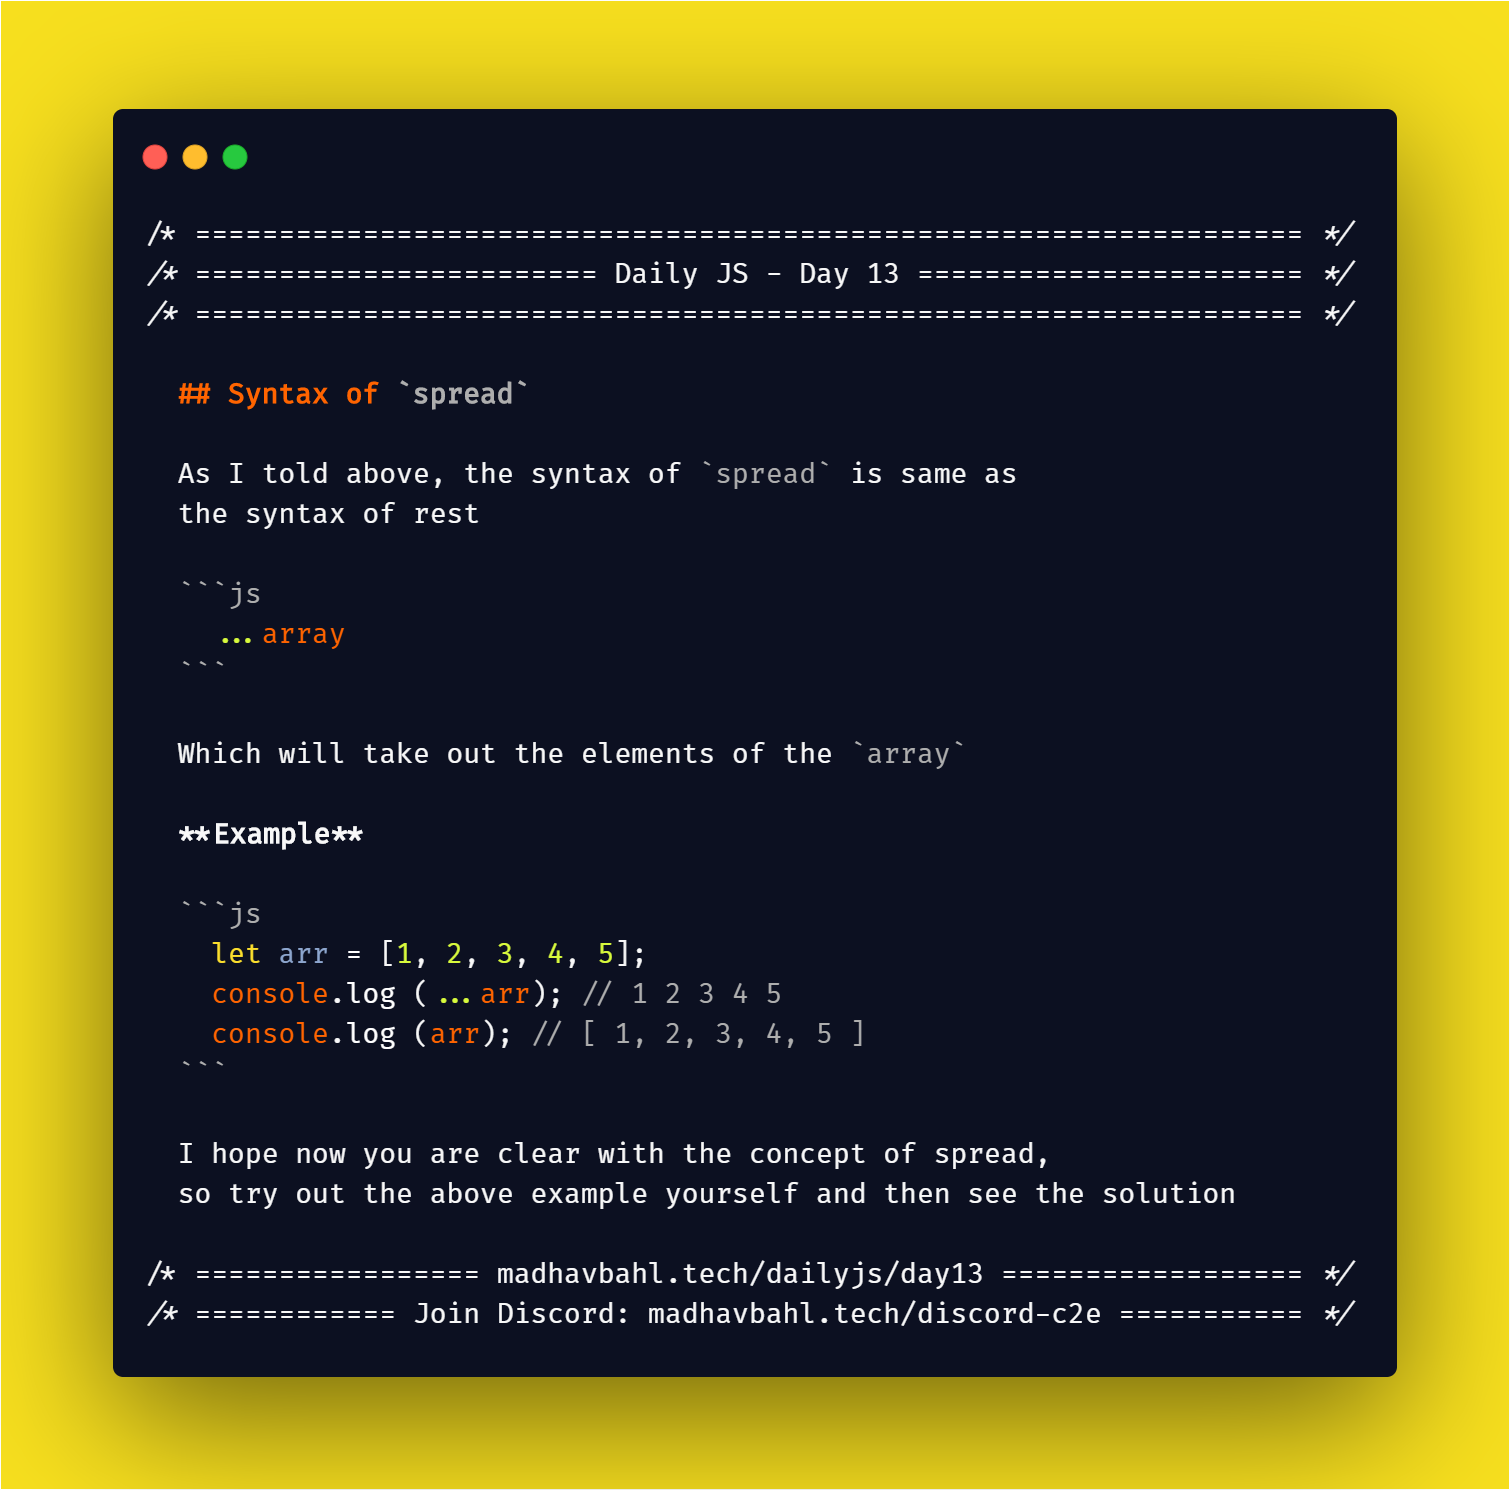 /* ================================================================== */
/* ======================== Daily JS - Day 13 ======================= */
/* ================================================================== */
## Syntax of `spread`
As I told above, the syntax of `spread` is same as
the syntax of rest
```js
...array
```
Which will take out the elements of the `array`
**Example**
```js
let arr = [1, 2, 3, 4, 5];
console.log (...arr); // 1 2 3 4 5
console.log (arr); // [ 1, 2, 3, 4, 5 ]
```
I hope now you are clear with the concept of spread,
so try out the above example yourself and then see the solution
/* ================= madhavbahl.tech/dailyjs/day13 ================== */
/* ============ Join Discord: madhavbahl.tech/discord-c2e =========== */